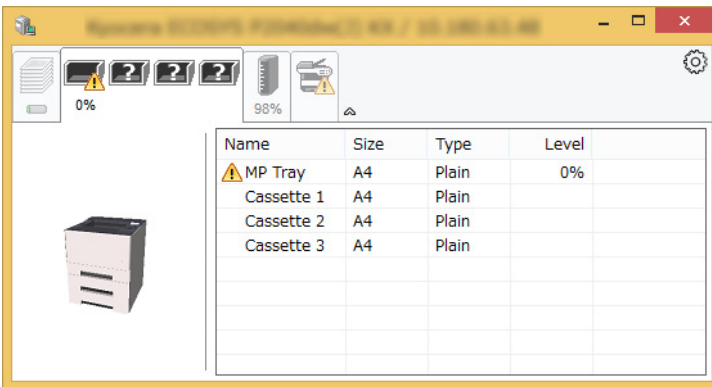 0%
98%
Name Size Type Level
MP Tray A4 Plain 0%
Cassette 1 A4 Plain
Cassette 2 A4 Plain
Cassette 3 A4 Plain